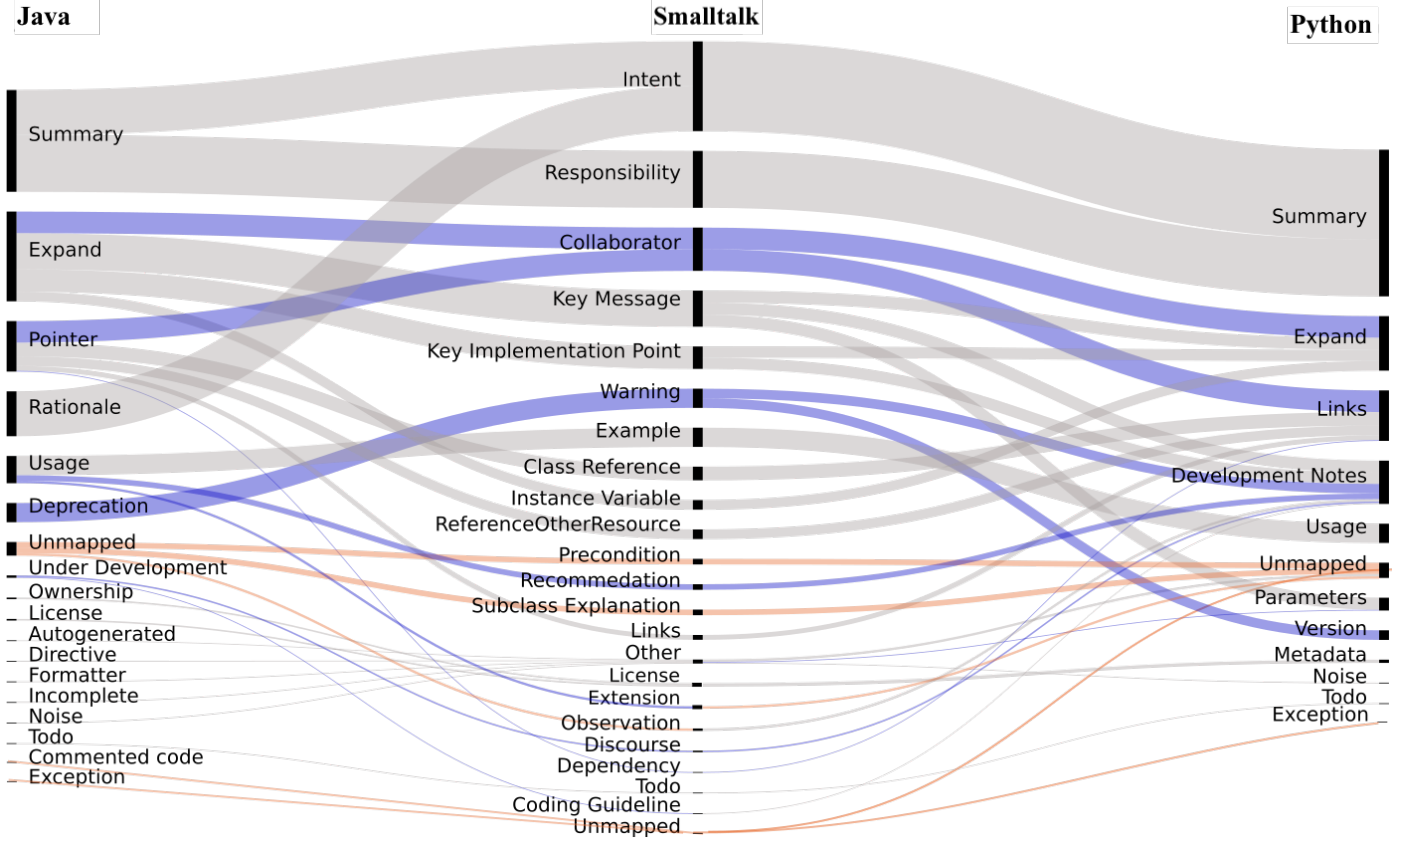 Java
Smalltalk
Python
Summary
Expand
Pointer
Rationale
Usage
Deprecation
Unmapped
Under Development
Ownership
License
Autogenerated
Directive
Formatter
Incomplete
Noise
Todo
Commented code
Exception
Intent
Responsibility
Collaborator
Key Message
Key Implementation Point
Warning
Example
Class Reference
Instance Variable
ReferenceOtherResource
Precondition
Recommedation
Subclass Explanation
Links
Other
License
Extension
Observation
Discourse
Dependency
Todo
Coding Guideline
Unmapped
Summary
Expand
Links
Development Notes
Usage
Unmapped
Parameters
Version
Metadata
Noise
Todo
Exception